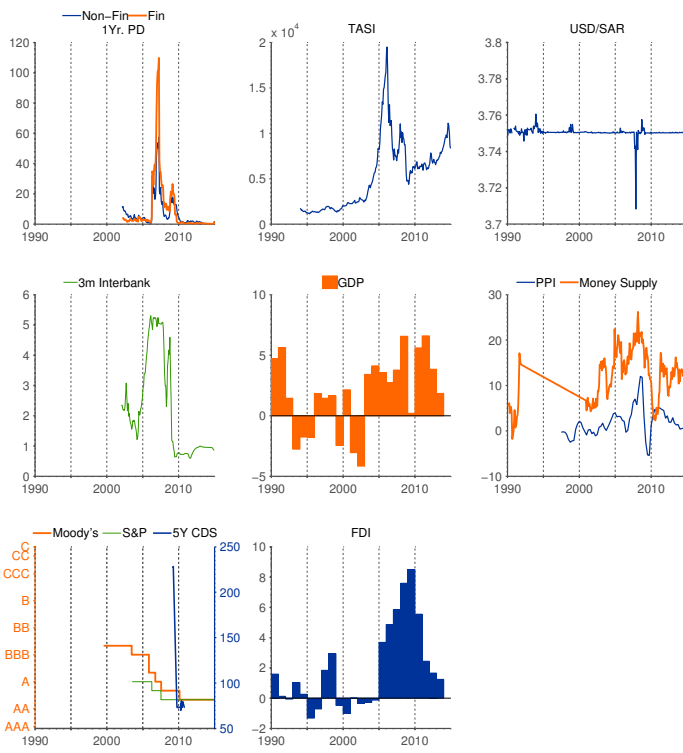 Non-Fin Fin
1Yr. PD
120
100
80
60
40
20
0
1990 2000 2010
x 10⁴
TASI
2
1.5
1
0.5
0
1990 2000 2010
USD/SAR
3.8
3.78
3.76
3.74
3.72
3.7
1990 2000 2010
3m Interbank
6
5
4
3
2
1
0
1990 2000 2010
GDP
10
5
0
−5
1990 2000 2010
PPI Money Supply
30
20
10
0
−10
1990 2000 2010
Moody's S&P 5Y CDS
C
CC
CCC
B
BB
BBB
A
AA
AAA
250
200
150
100
50
1990 2000 2010
FDI
10
8
6
4
2
0
−2
1990 2000 2010